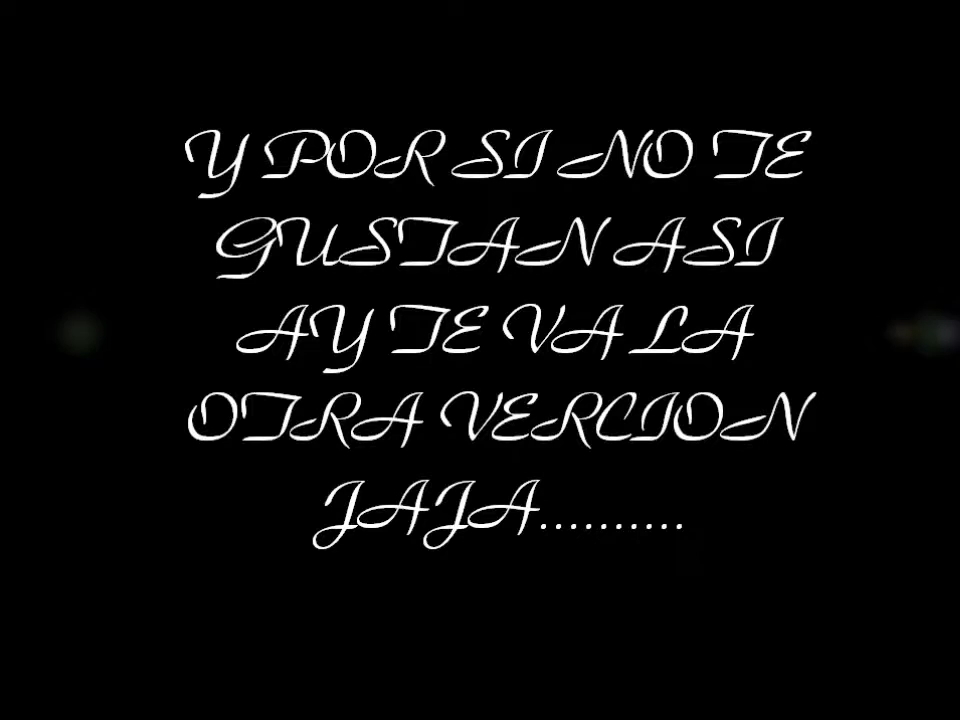 Y POR SI NO TE
GUSTAN ASI
AY TE VA LA
OTRA VERCION
JAJA..........